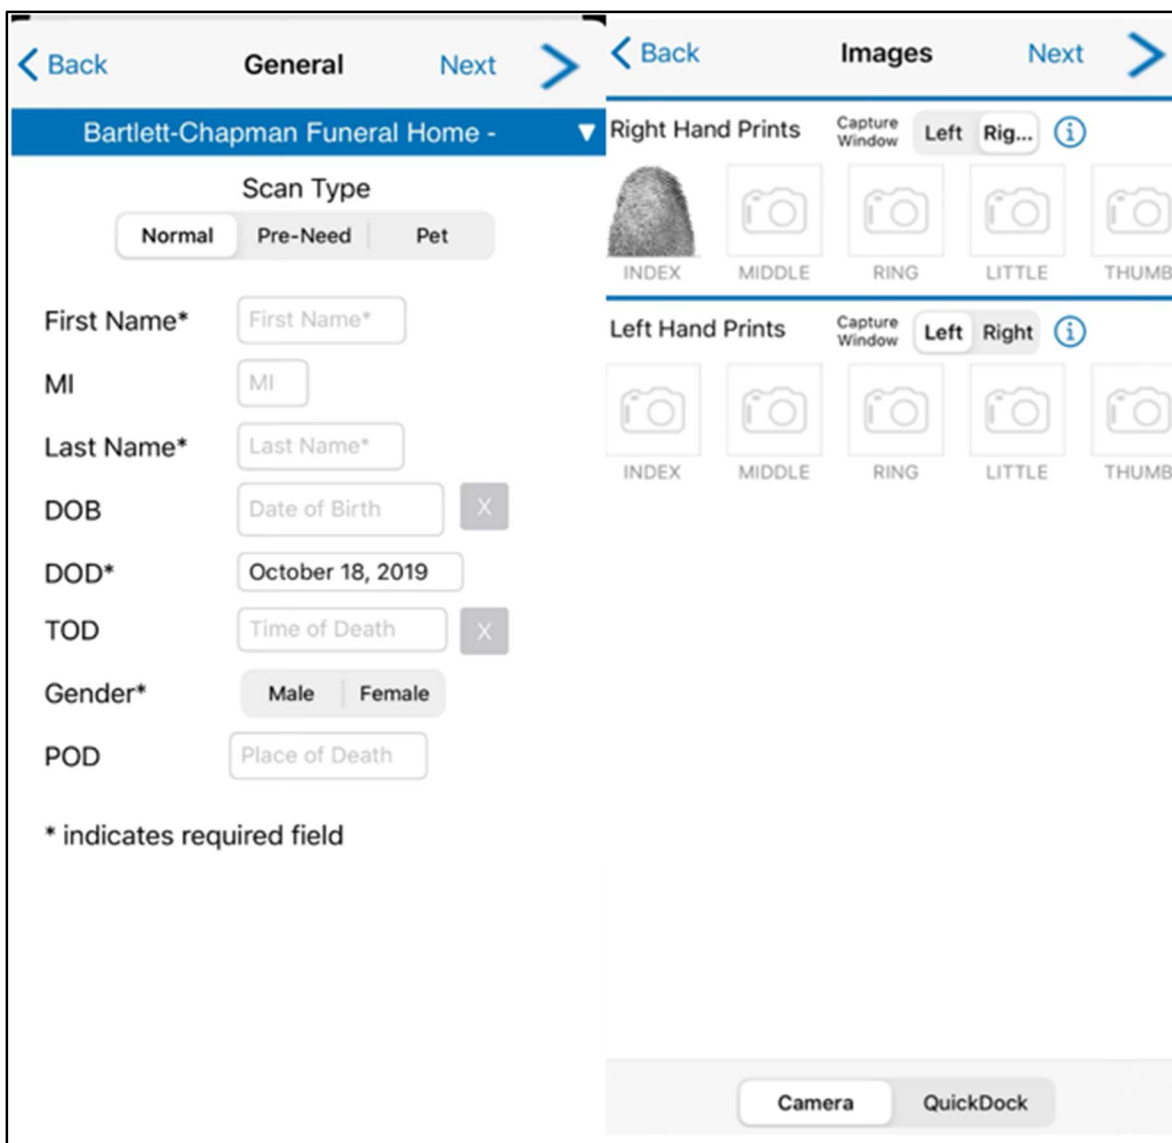 Back General Next
Bartlett-Chapman Funeral Home -
Scan Type
Normal Pre-Need Pet
First Name* First Name*
MI MI
Last Name* Last Name*
DOB Date of Birth X
DOD* October 18, 2019
TOD Time of Death X
Gender* Male Female
POD Place of Death
* indicates required field
Back Images Next
Right Hand Prints Capture Window Left Rig... i
INDEX MIDDLE RING LITTLE THUMB
Left Hand Prints Capture Window Left Right i
INDEX MIDDLE RING LITTLE THUMB
Camera QuickDock